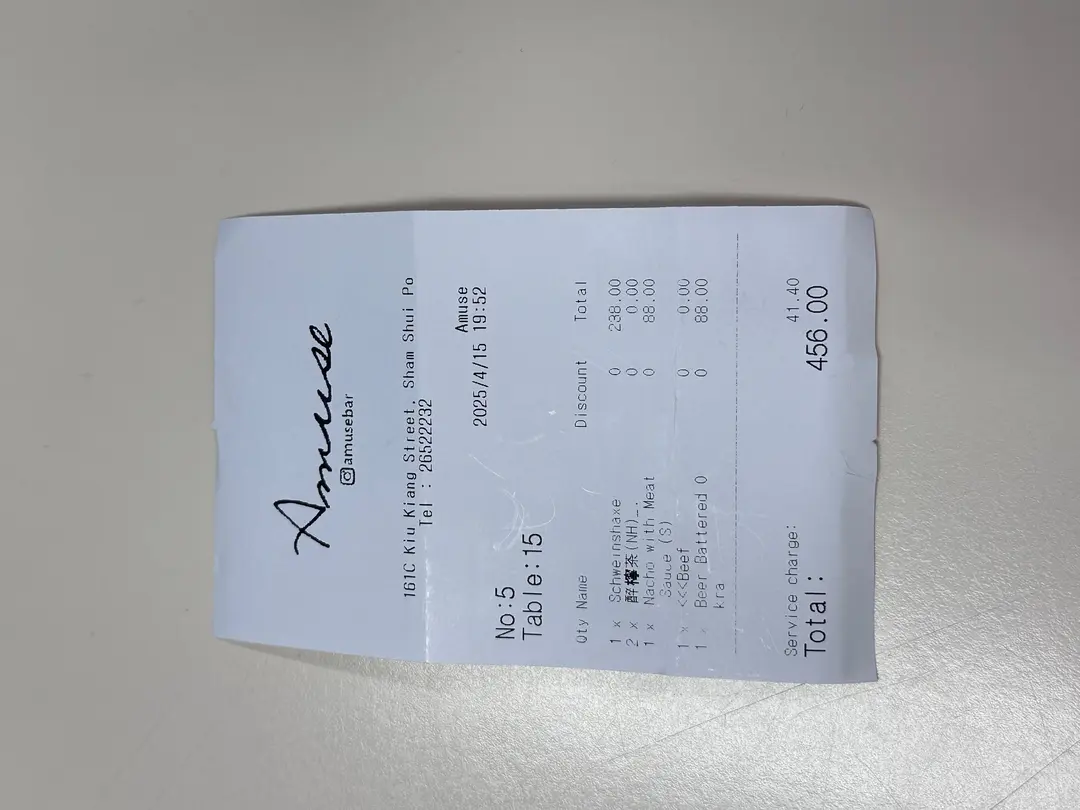 Amuse
amusebar
161C Kiu Kiang Street, Sham Shui Po
Tel : 26522232
Amuse
2025/4/15 19:52
No:5
Table:15
Qty Name Discount Total
1 x Schweinshaxe 0 238.00
2 x 醉檸茶(NH)_. 0 0.00
1 x Nacho with Meat 0 88.00
Sauce (S)
1 x <<<Beef 0 0.00
1 x Beer Battered O 0 88.00
kra
Service charge: 41.40
Total: 456.00